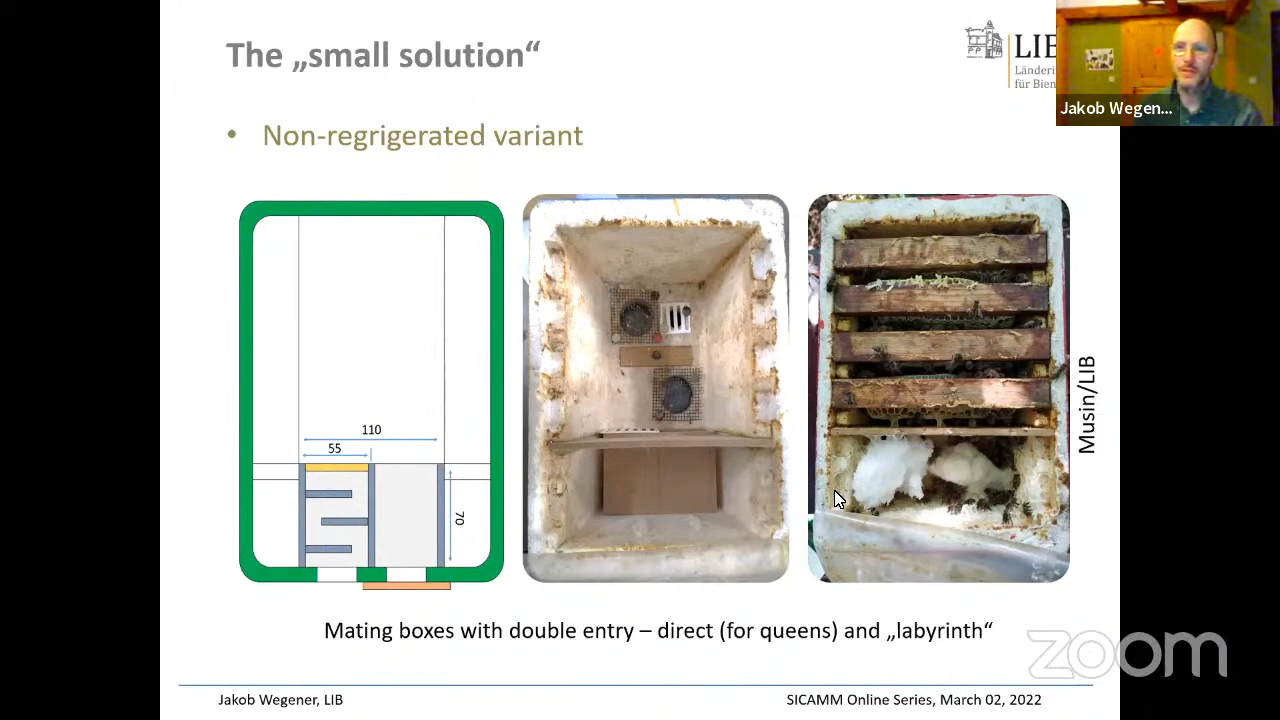 The „small solution“
LIB
Länderin
für Bien
Jakob Wegen...
• Non-regrigerated variant
110
55
70
Musin/LIB
Mating boxes with double entry – direct (for queens) and „labyrinth“
zoom
Jakob Wegener, LIB
SICAMM Online Series, March 02, 2022